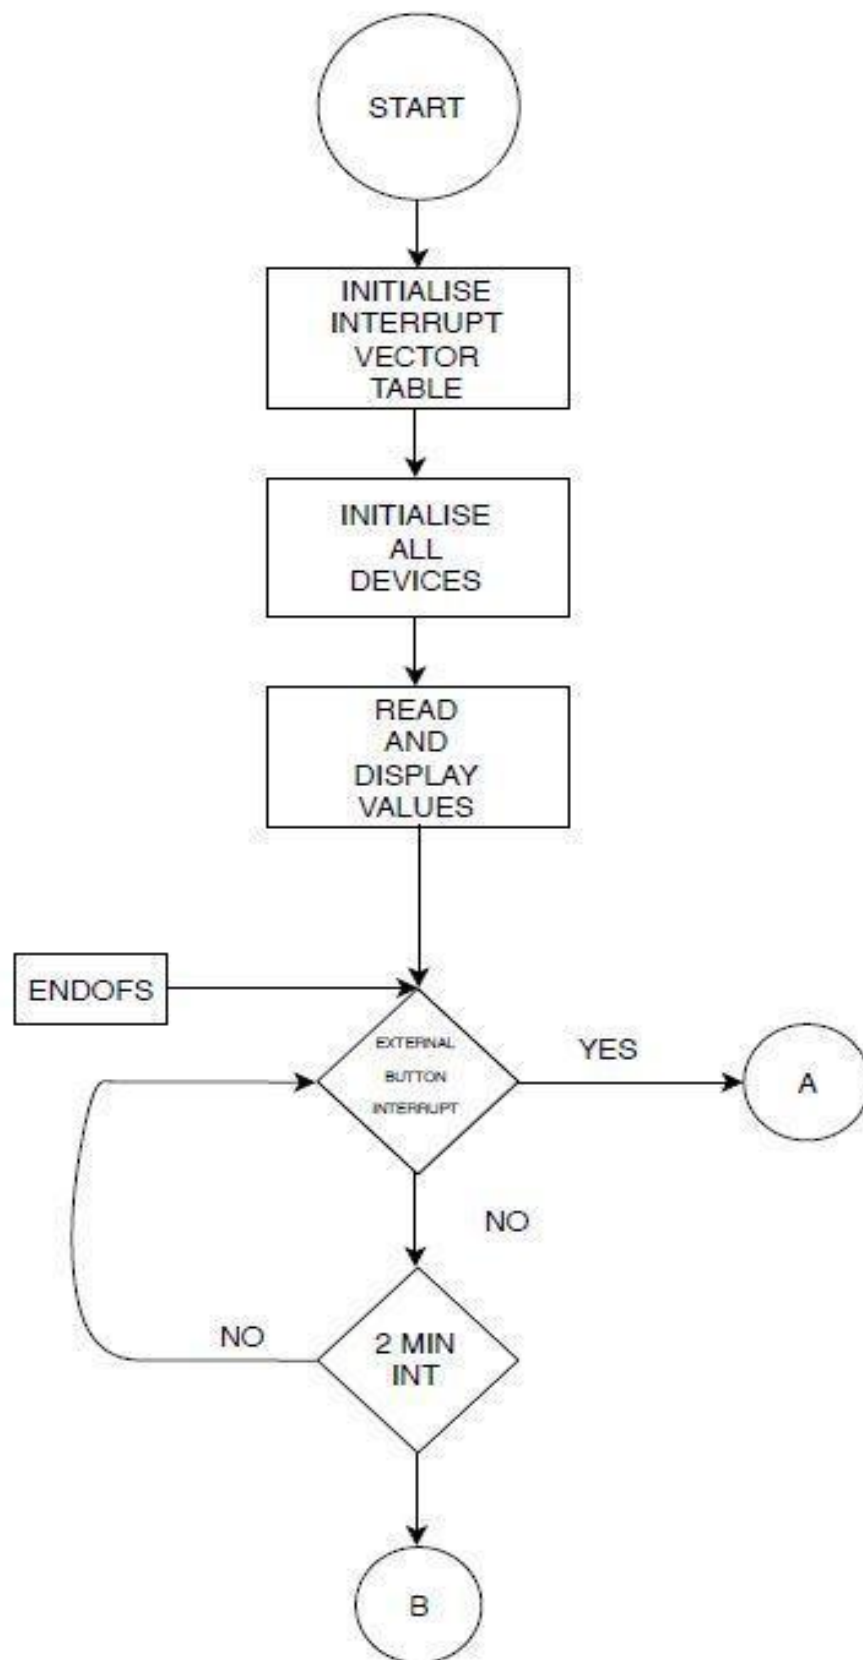 START
INITIALISE
INTERRUPT
VECTOR
TABLE
INITIALISE
ALL
DEVICES
READ
AND
DISPLAY
VALUES
ENDOFS
EXTERNAL
BUTTON
INTERRUPT
YES
A
NO
NO
2 MIN
INT
B